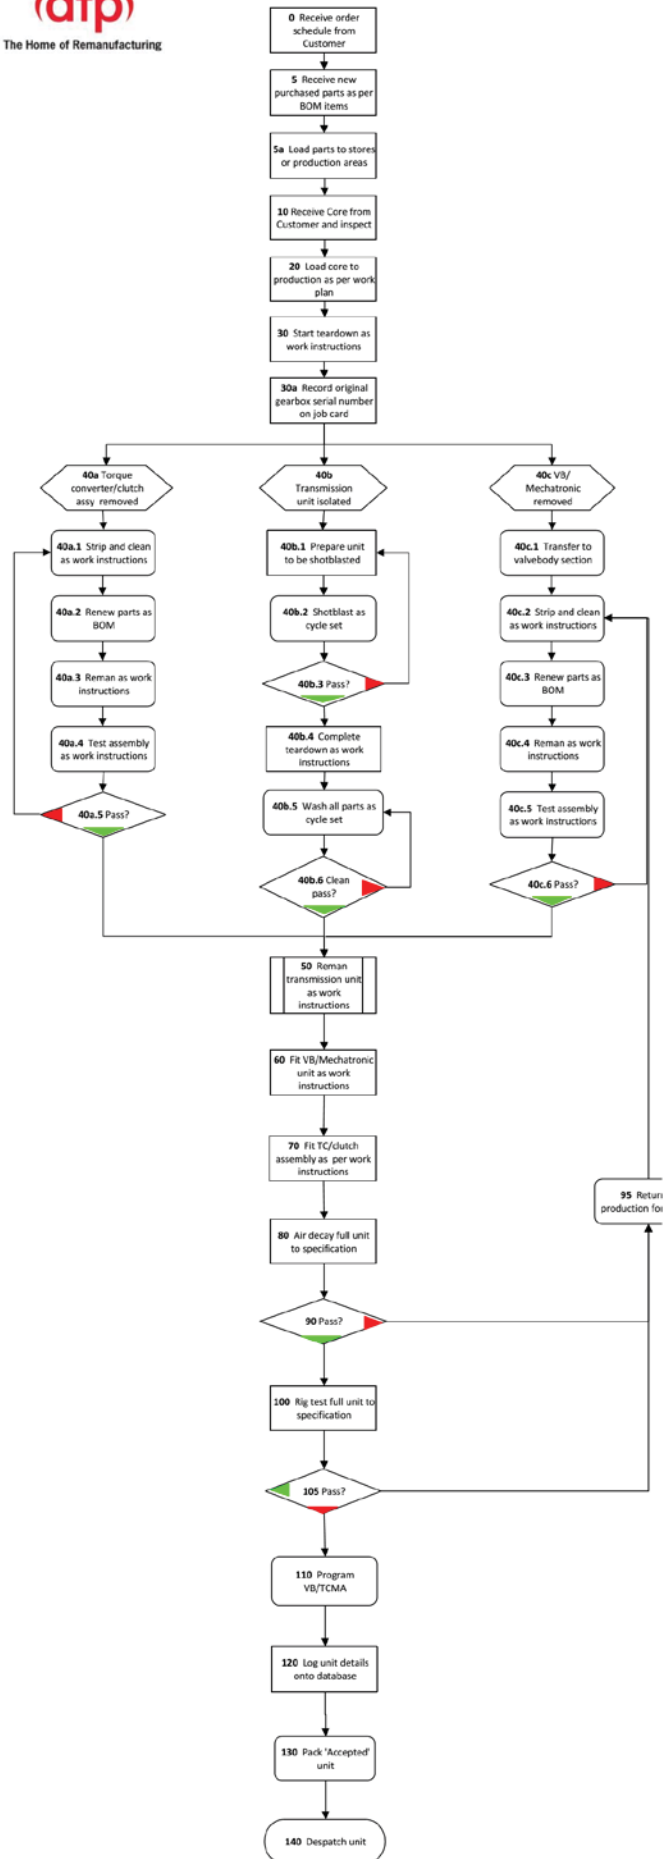 (atp)
The Home of Remanufacturing
0 Receive order
schedule from
Customer
5 Receive new
purchased parts as per
BOM items
5a Load parts to stores
or production areas
10 Receive Core from
Customer and inspect
20 Load core to
production as per work
plan
30 Start teardown as
work instructions
30a Record original
gearbox serial number
on job card
40a Torque
converter/clutch
assy removed
40b
Transmission
unit isolated
40c VB/
Mechatronic
removed
40a.1 Strip and clean
as work instructions
40b.1 Prepare unit
to be shotblasted
40c.1 Transfer to
valvebody section
40a.2 Renew parts as
BOM
40b.2 Shotblast as
cycle set
40c.2 Strip and clean
as work instructions
40a.3 Reman as work
instructions
40b.3 Pass?
40c.3 Renew parts as
BOM
40a.4 Test assembly
as work instructions
40b.4 Complete
teardown as work
instructions
40c.4 Reman as work
instructions
40a.5 Pass?
40b.5 Wash all parts as
cycle set
40c.5 Test assembly
as work instructions
40b.6 Clean
pass?
40c.6 Pass?
50 Reman
transmission unit
as work
instructions
60 Fit VB/Mechatronic
unit as work
instructions
70 Fit TC/clutch
assembly as per work
instructions
95 Return
production for
80 Air decay full unit
to specification
90 Pass?
100 Rig test full unit to
specification
105 Pass?
110 Program
VB/TCMA
120 Log unit details
onto database
130 Pack 'Accepted'
unit
140 Despatch unit